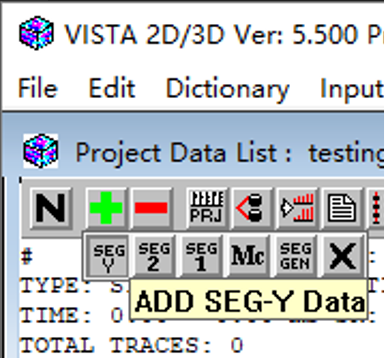 VISTA 2D/3D Ver: 5.500 P
File Edit Dictionary Input
Project Data List : testing
N PRJ
# SEG Y SEG 2 SEG 1 Mc SEG GEN X :
TYPE: S
ADD SEG-Y Data
TIME: 0
TOTAL TRACES: 0